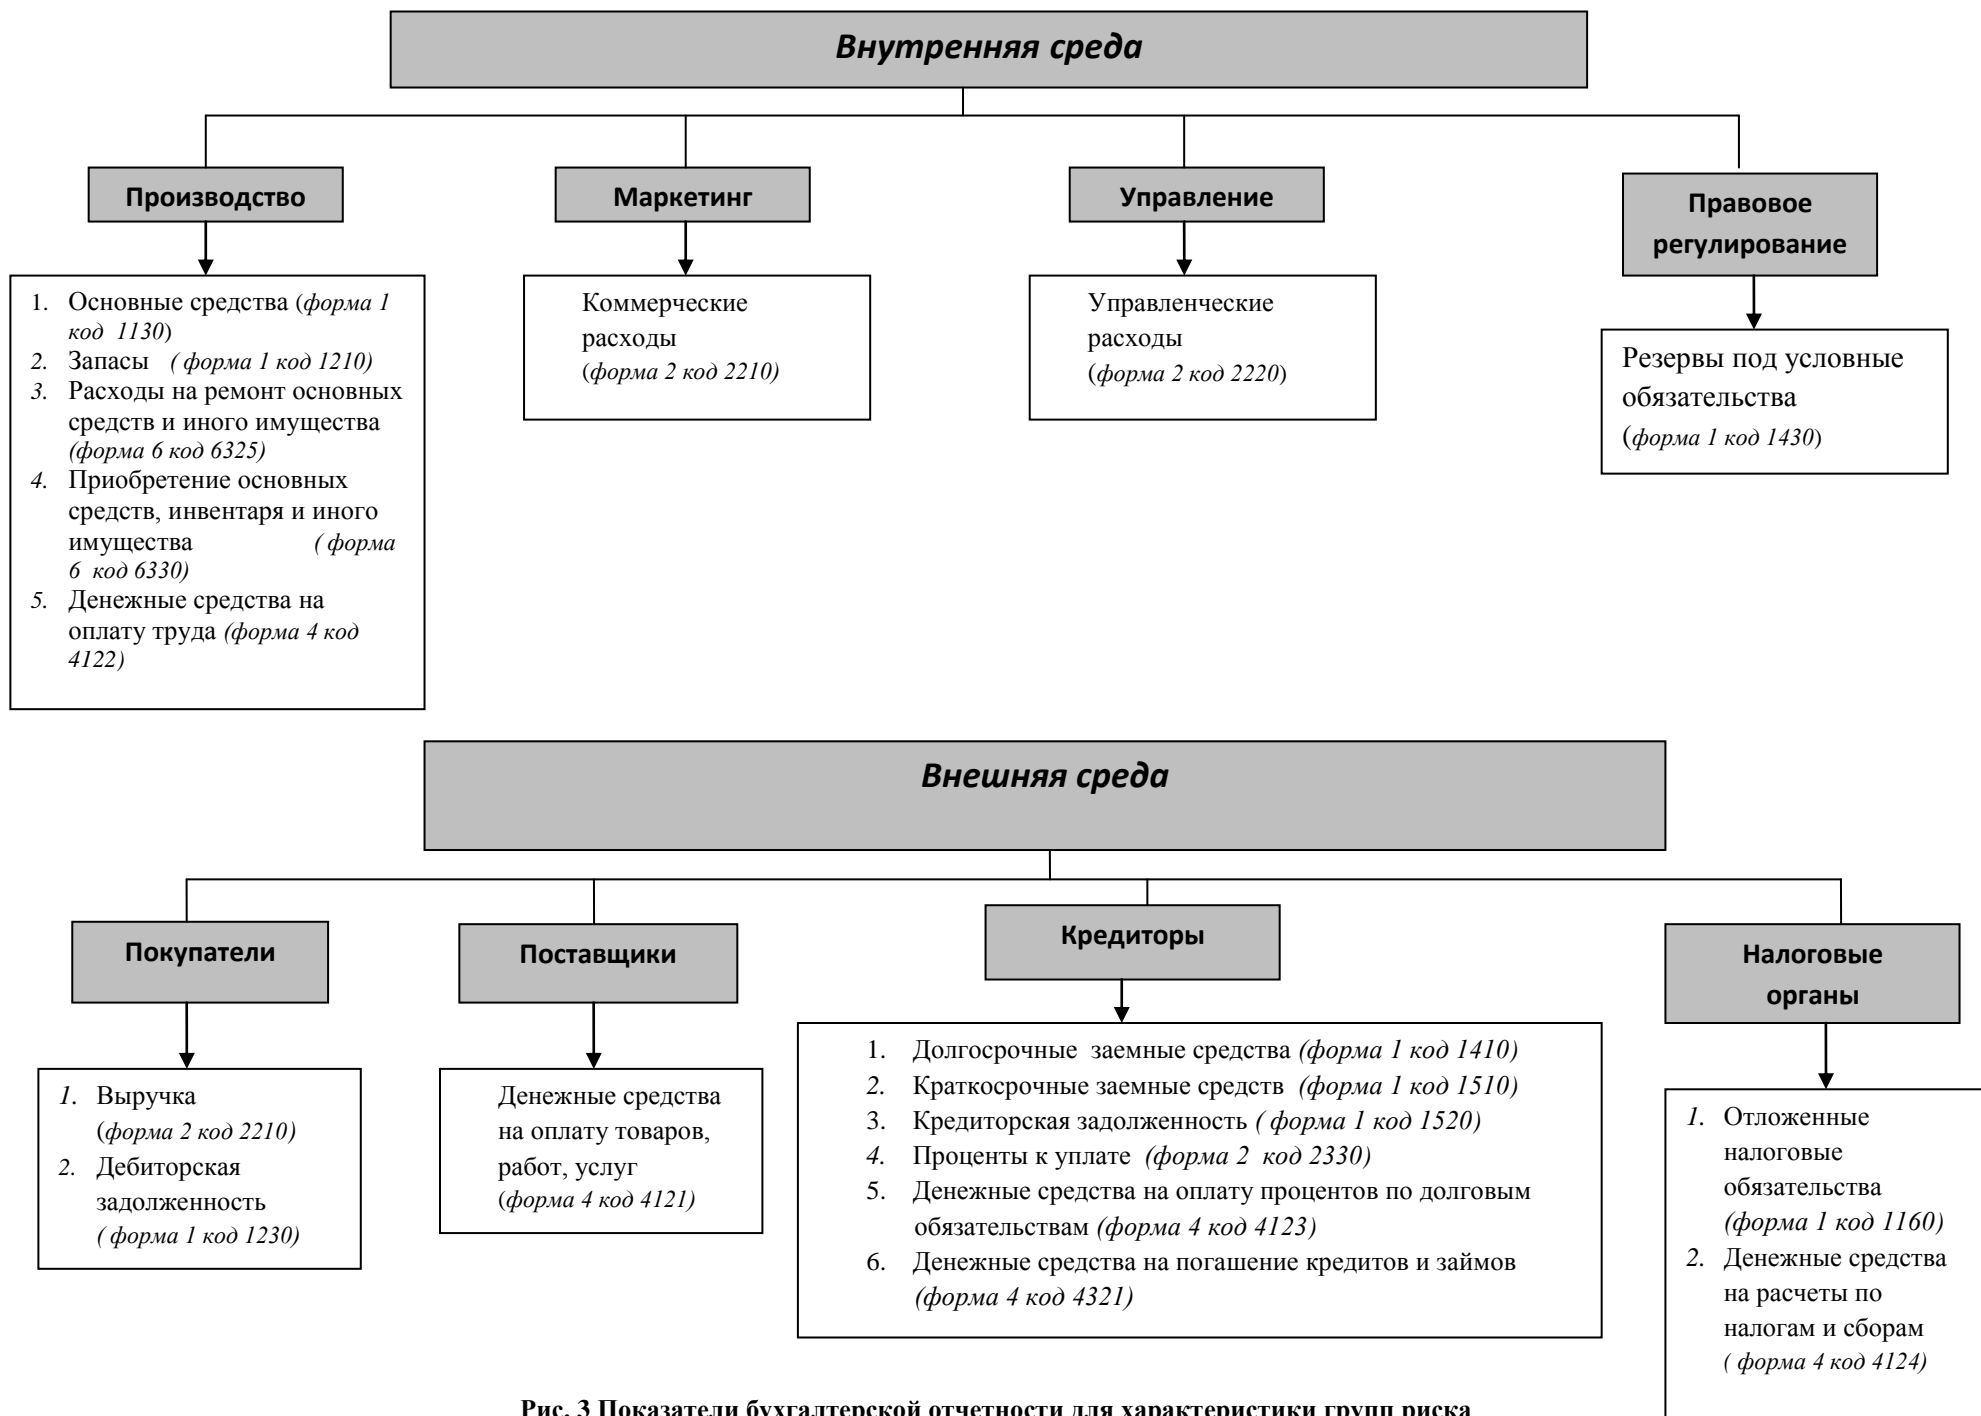 Внутренняя среда
Производство
Маркетинг
Управление
Правовое
регулирование
1. Основные средства (форма 1
код 1130)
2. Запасы ( форма 1 код 1210)
3. Расходы на ремонт основных
средств и иного имущества
(форма 6 код 6325)
4. Приобретение основных
средств, инвентаря и иного
имущества ( форма
6 код 6330)
5. Денежные средства на
оплату труда (форма 4 код
4122)
Коммерческие
расходы
(форма 2 код 2210)
Управленческие
расходы
(форма 2 код 2220)
Резервы под условные
обязательства
(форма 1 код 1430)
Внешняя среда
Покупатели
Поставщики
Кредиторы
Налоговые
органы
1. Выручка
(форма 2 код 2210)
2. Дебиторская
задолженность
( форма 1 код 1230)
Денежные средства
на оплату товаров,
работ, услуг
(форма 4 код 4121)
1. Долгосрочные заемные средства (форма 1 код 1410)
2. Краткосрочные заемные средств (форма 1 код 1510)
3. Кредиторская задолженность ( форма 1 код 1520)
4. Проценты к уплате (форма 2 код 2330)
5. Денежные средства на оплату процентов по долговым
обязательствам (форма 4 код 4123)
6. Денежные средства на погашение кредитов и займов
(форма 4 код 4321)
1. Отложенные
налоговые
обязательства
(форма 1 код 1160)
2. Денежные средства
на расчеты по
налогам и сборам
( форма 4 код 4124)
Рис. 3 Показатели бухгалтерской отчетности для характеристики групп риска